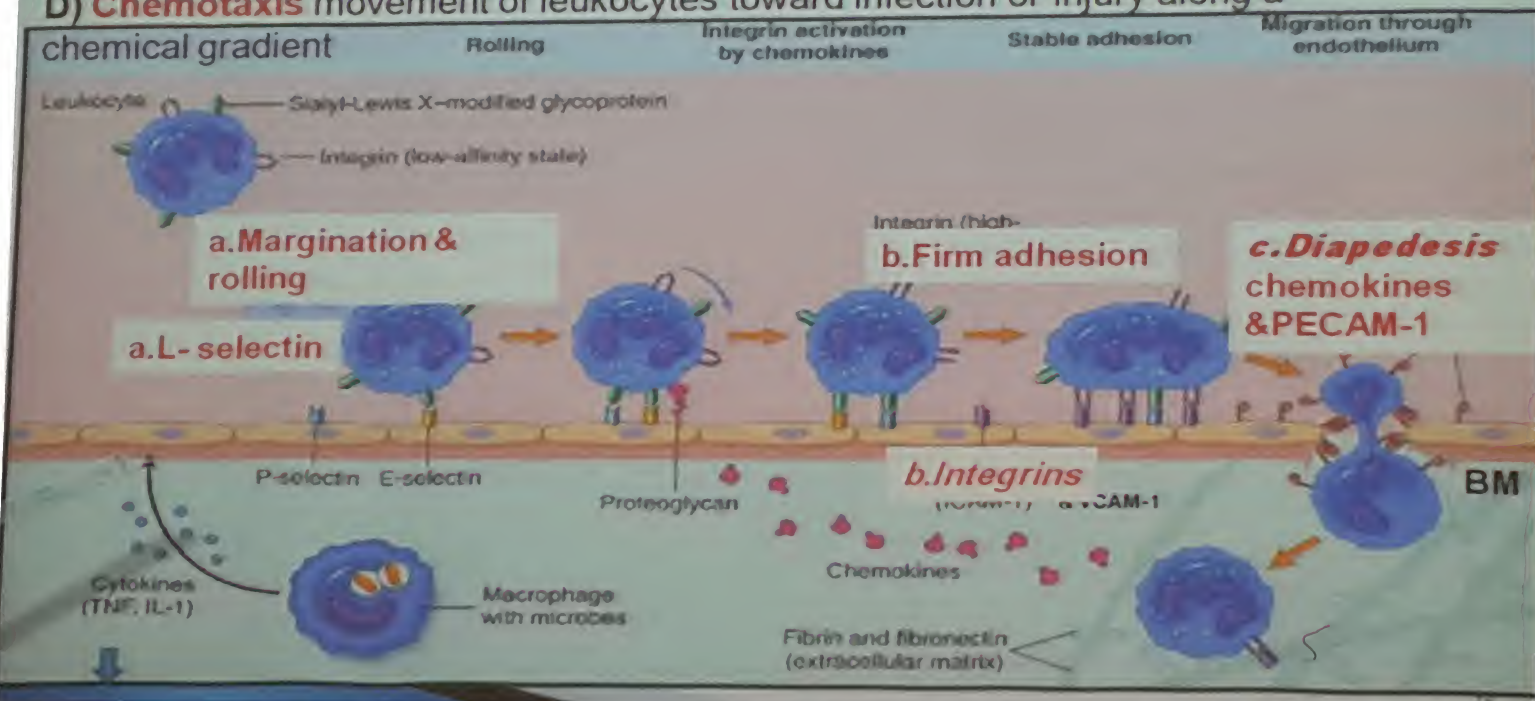 D) Chemotaxis movement of leukocytes toward infection or injury along a
chemical gradient
Rolling
Integrin activation
by chemokines
Stable adhesion
Migration through
endothelium
Leukocyte
Sialyl-Lewis X-modified glycoprotein
Integrin (low-affinity state)
a.Margination &
rolling
Integrin (high-
b.Firm adhesion
c.Diapedesis
chemokines
&PECAM-1
a.L- selectin
P-selectin
E-selectin
Proteoglycan
b.Integrins
BM
Chemokines
Cytokines
(TNF, IL-1)
Macrophage
with microbes
Fibrin and fibronectin
(extracellular matrix)